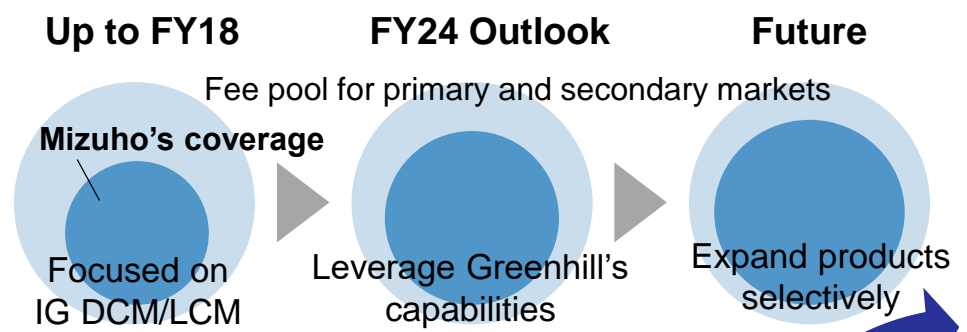 Up to FY18
FY24 Outlook
Future
Fee pool for primary and secondary markets
Mizuho's coverage
Focused on
IG DCM/LCM
Leverage Greenhill's
capabilities
Expand products
selectively